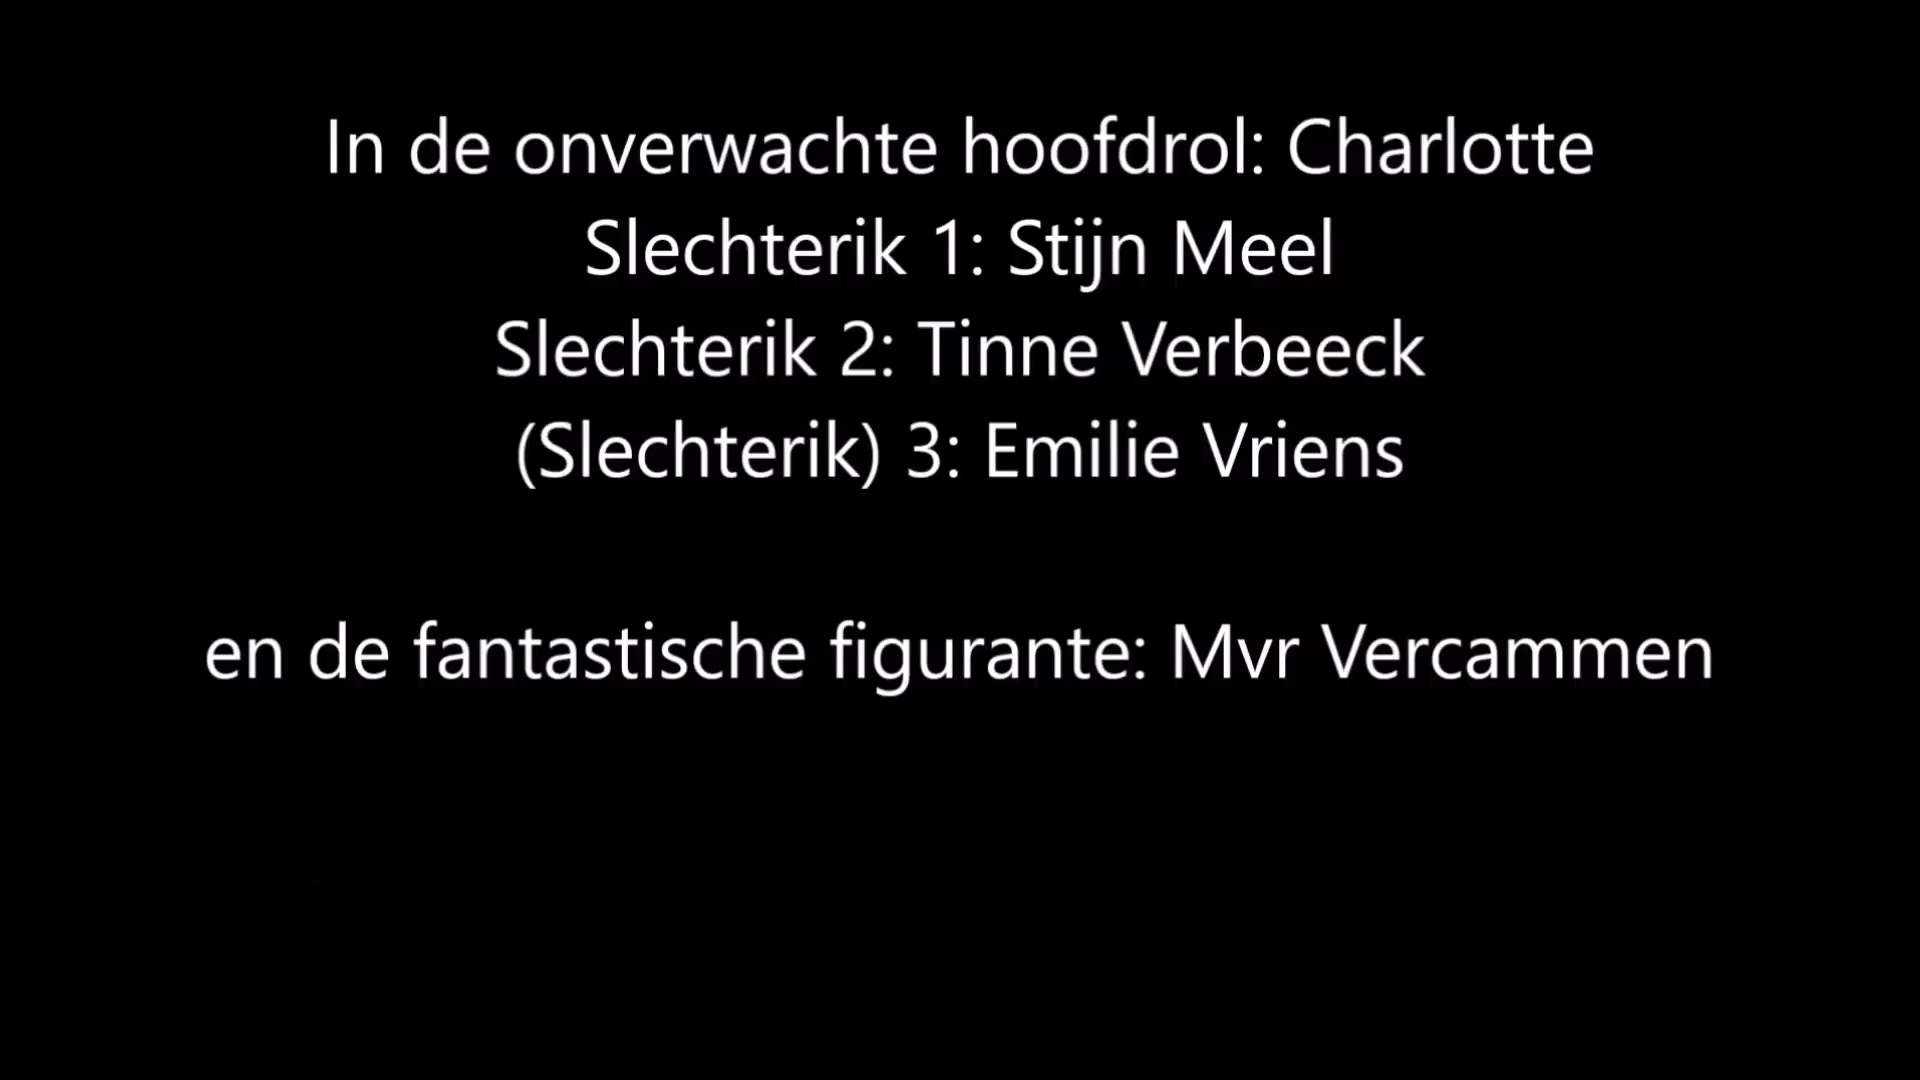 In de onverwachte hoofdrol: Charlotte
Slechterik 1: Stijn Meel
Slechterik 2: Tinne Verbeeck
(Slechterik) 3: Emilie Vriens
en de fantastische figurante: Mvr Vercammen